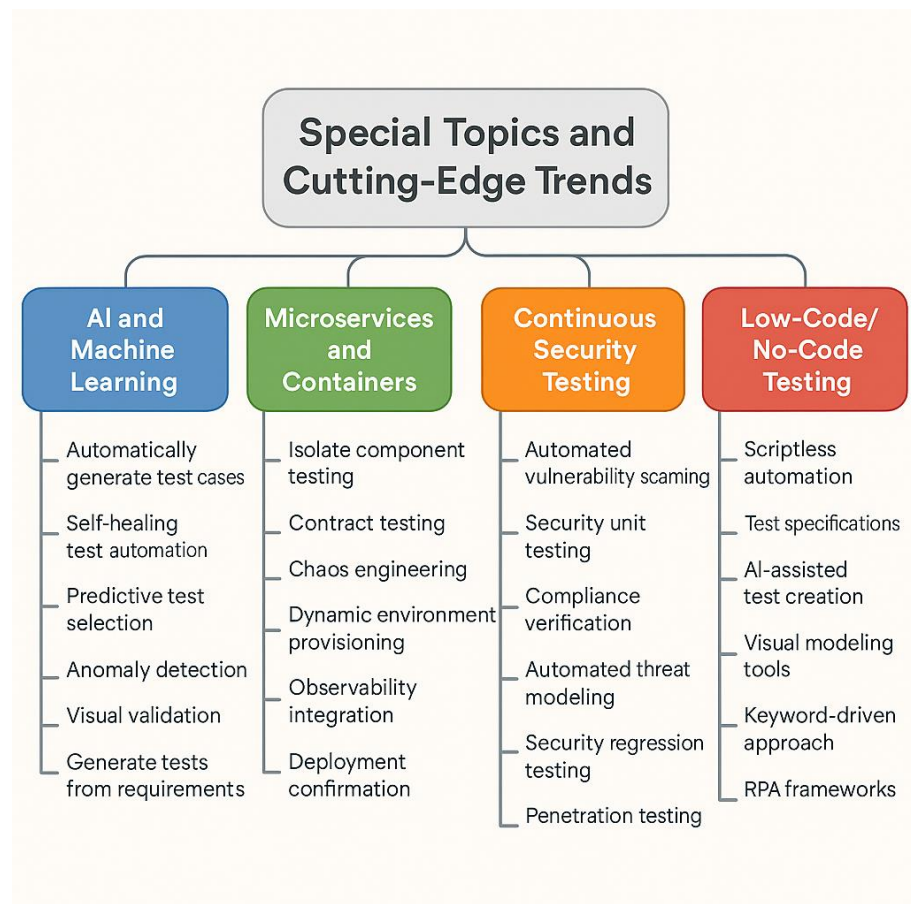 Special Topics and
Cutting-Edge Trends
AI and
Machine
Learning
Automatically
generate test cases
Self-healing
test automation
Predictive test
selection
Anomaly detection
Visual validation
Generate tests
from requirements
Microservices
and
Containers
Isolate component
testing
Contract testing
Chaos engineering
Dynamic environment
provisioning
Observability
integration
Deployment
confirmation
Continuous
Security
Testing
Automated
vulnerability scaming
Security unit
testing
Compliance
verification
Automated threat
modeling
Security regression
testing
Penetration testing
Low-Code/
No-Code
Testing
Scriptless
automation
Test specifications
AI-assisted
test creation
Visual modeling
tools
Keyword-driven
approach
RPA frameworks